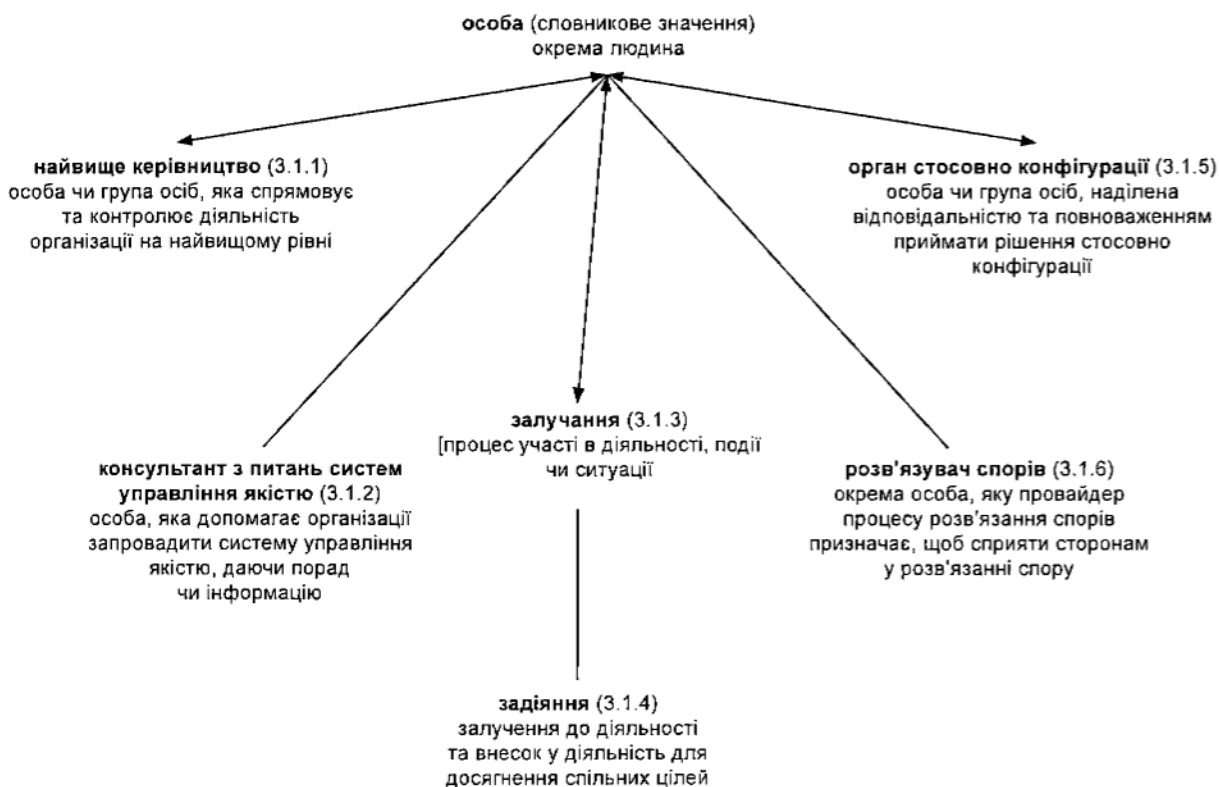 особа (словникове значення)
окрема людина
найвище керівництво (3.1.1)
особа чи група осіб, яка спрямовує
та контролює діяльність
організації на найвищому рівні
орган стосовно конфігурації (3.1.5)
особа чи група осіб, наділена
відповідальністю та повноваженням
приймати рішення стосовно
конфігурації
залучання (3.1.3)
[процес участі в діяльності, події
чи ситуації
консультант з питань систем
управління якістю (3.1.2)
особа, яка допомагає організації
запровадити систему управління
якістю, даючи порад
чи інформацію
розв'язувач спорів (3.1.6)
окрема особа, яку провайдер
процесу розв'язання спорів
призначає, щоб сприяти сторонам
у розв'язанні спору
задіяння (3.1.4)
залучення до діяльності
та внесок у діяльність для
досягнення спільних цілей